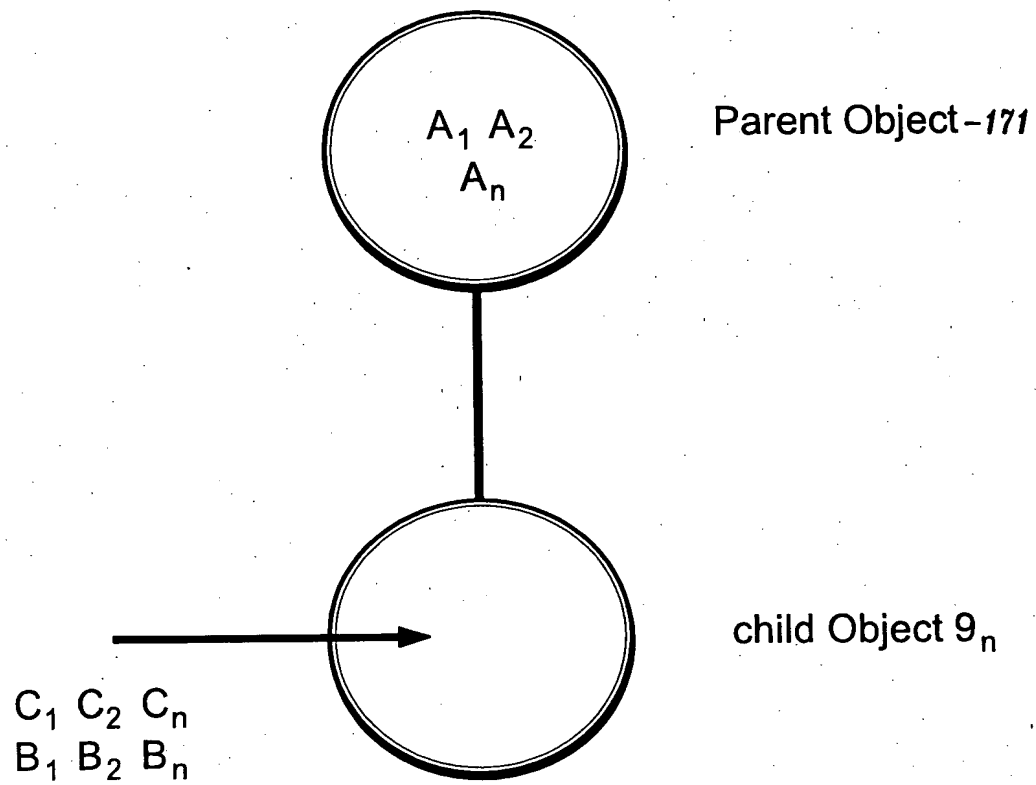 A₁ A₂
Aₙ
Parent Object-171
child Object 9ₙ
C₁ C₂ Cₙ
B₁ B₂ Bₙ